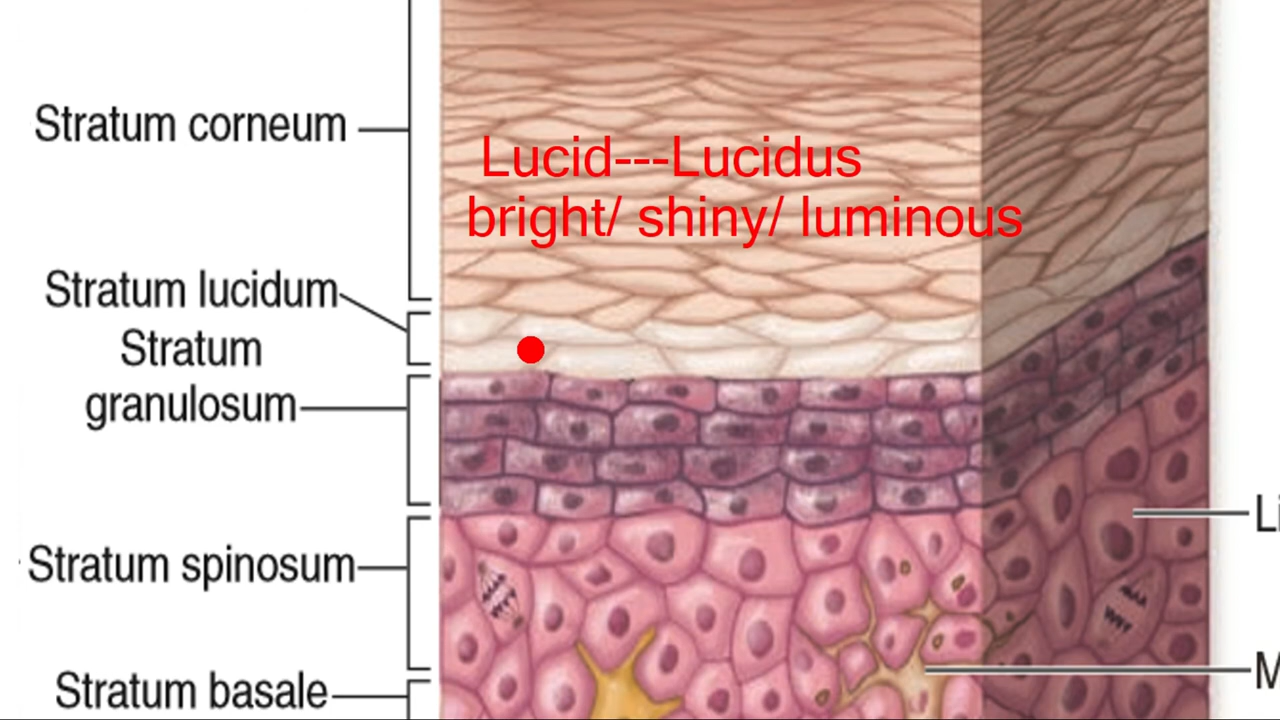 Stratum corneum
Lucid---Lucidus
bright/ shiny/ luminous
Stratum lucidum
Stratum
granulosum
Stratum spinosum
Stratum basale